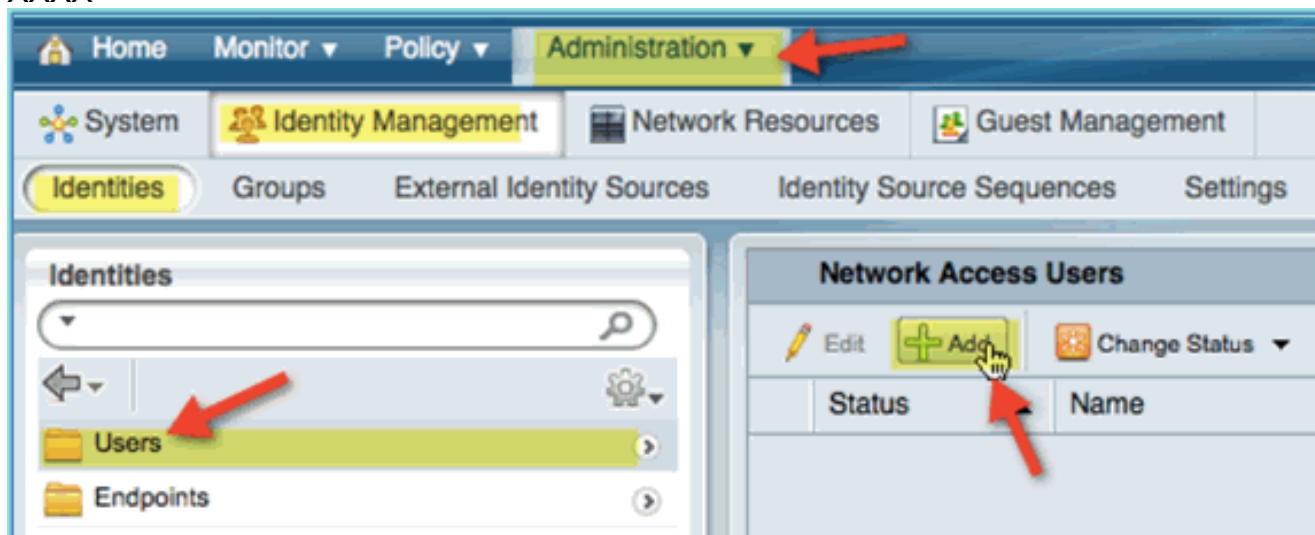 Home Monitor Policy Administration
System Identity Management Network Resources Guest Management
Identities Groups External Identity Sources Identity Source Sequences Settings
Identities
Users
Endpoints
Network Access Users
Edit Add Change Status
Status Name